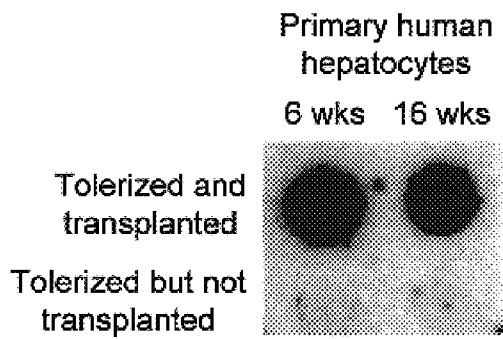 Primary human
hepatocytes
6 wks 16 wks
Tolerized and
transplanted
Tolerized but not
transplanted